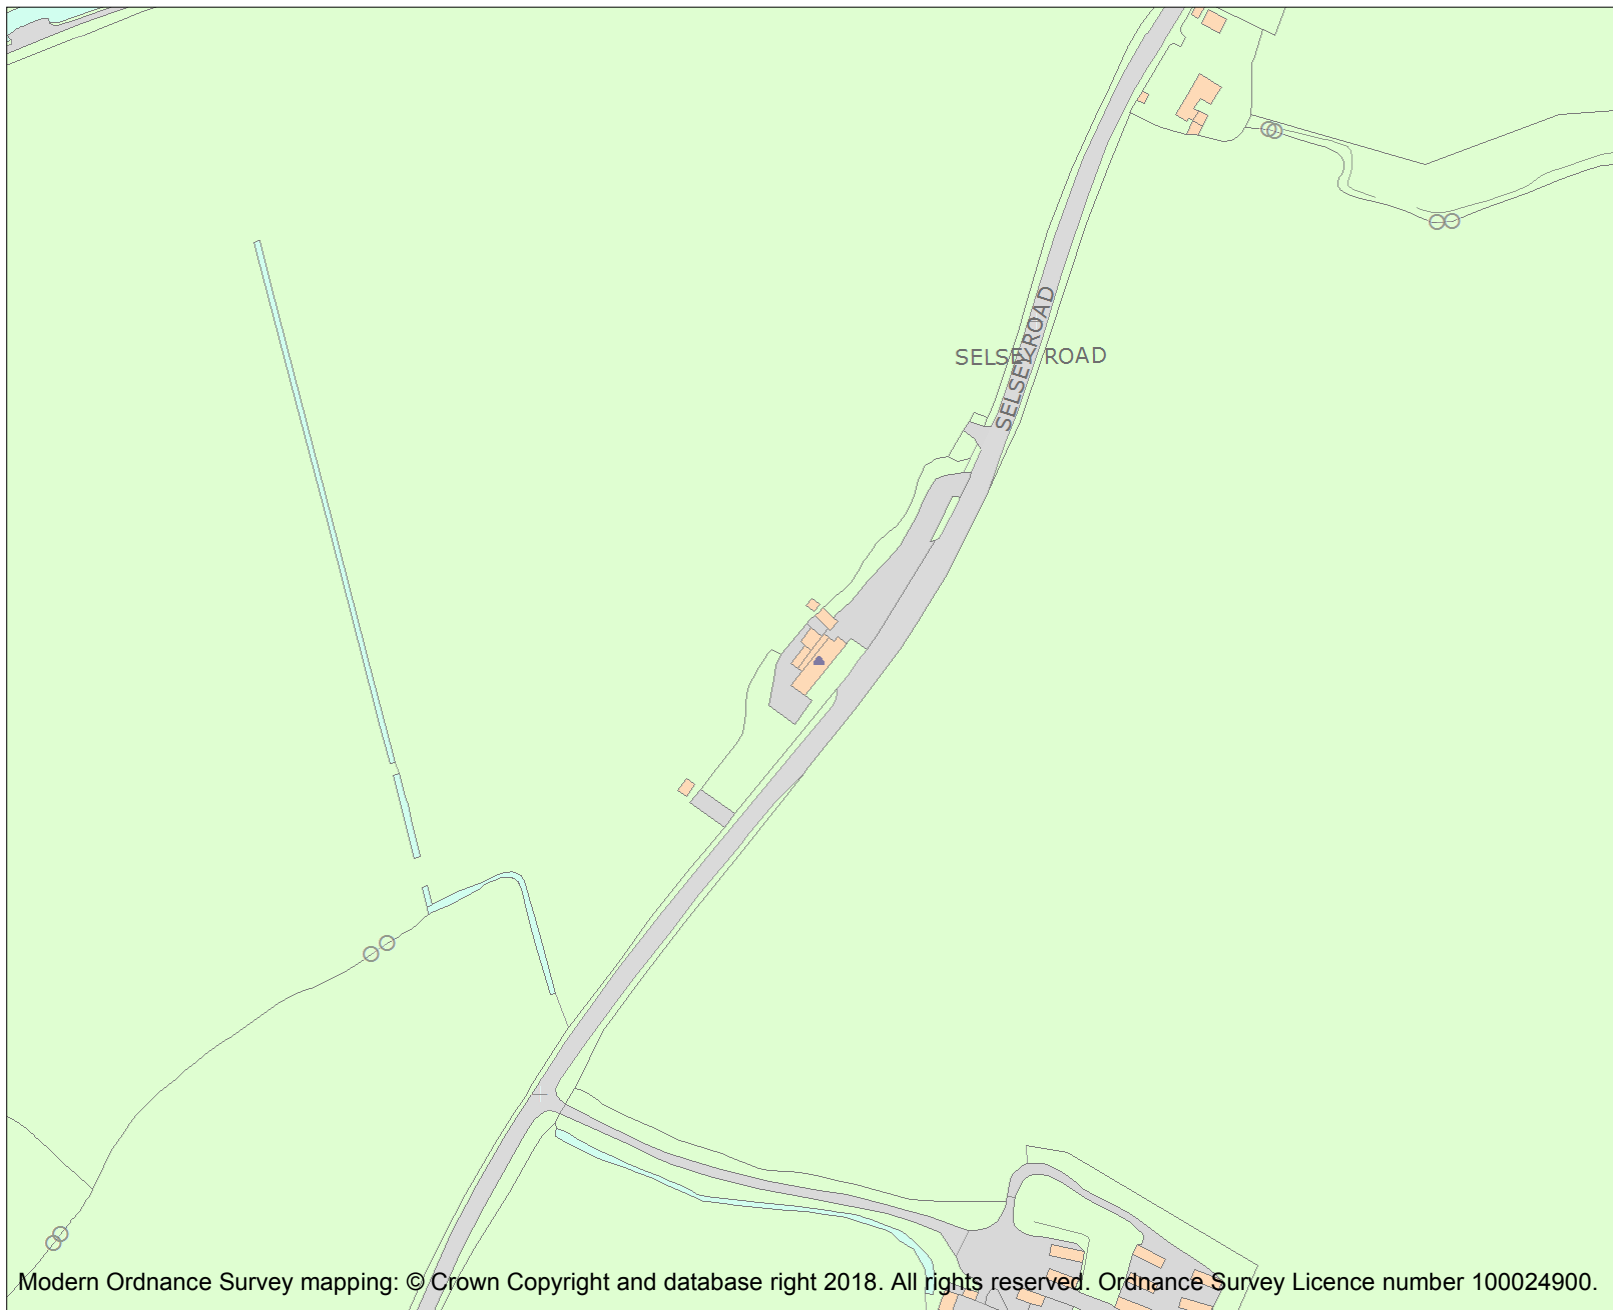 SELSEY ROAD
SELSEY ROAD
Modern Ordnance Survey mapping: © Crown Copyright and database right 2018. All rights reserved. Ordnance Survey Licence number 100024900.